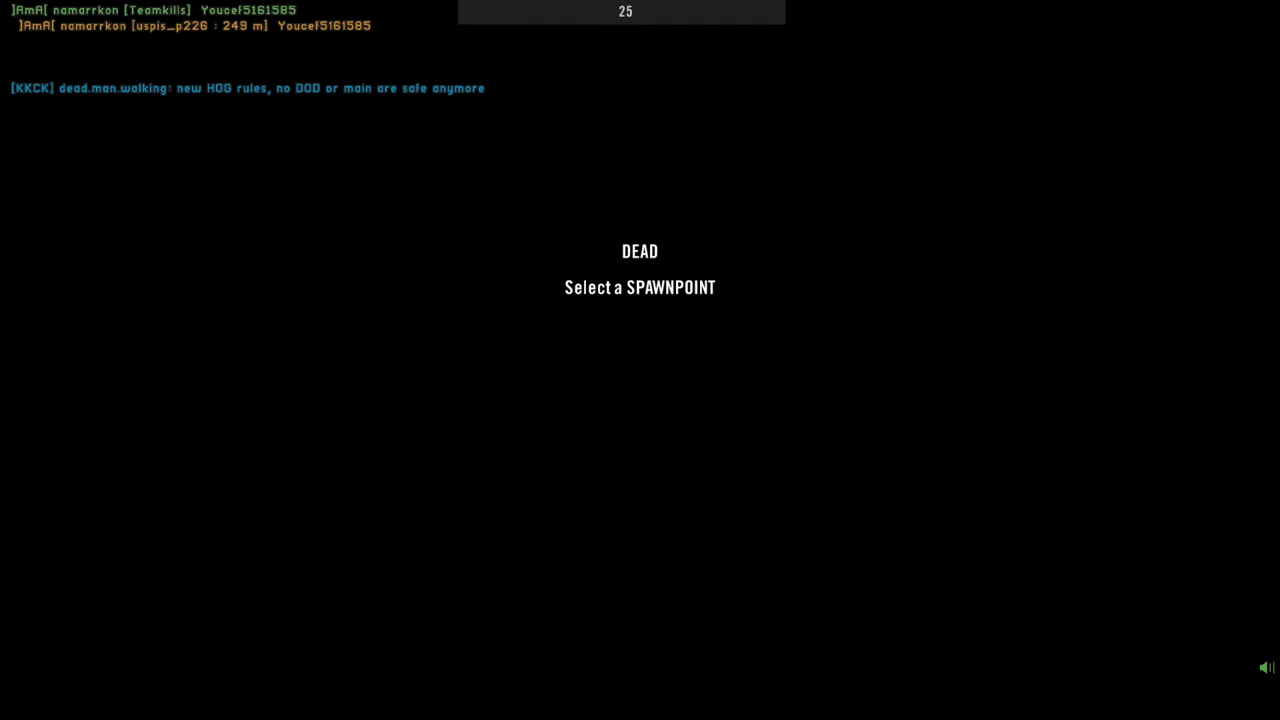 25
]AmA[ namarrkon [Teamkills] Youcef5161585
]AmA[ namarrkon [uspis_p226 : 249 m] Youcef5161585
[KKCK] dead.man.walking: new HOG rules, no DOD or main are safe anymore
DEAD
Select a SPAWNPOINT